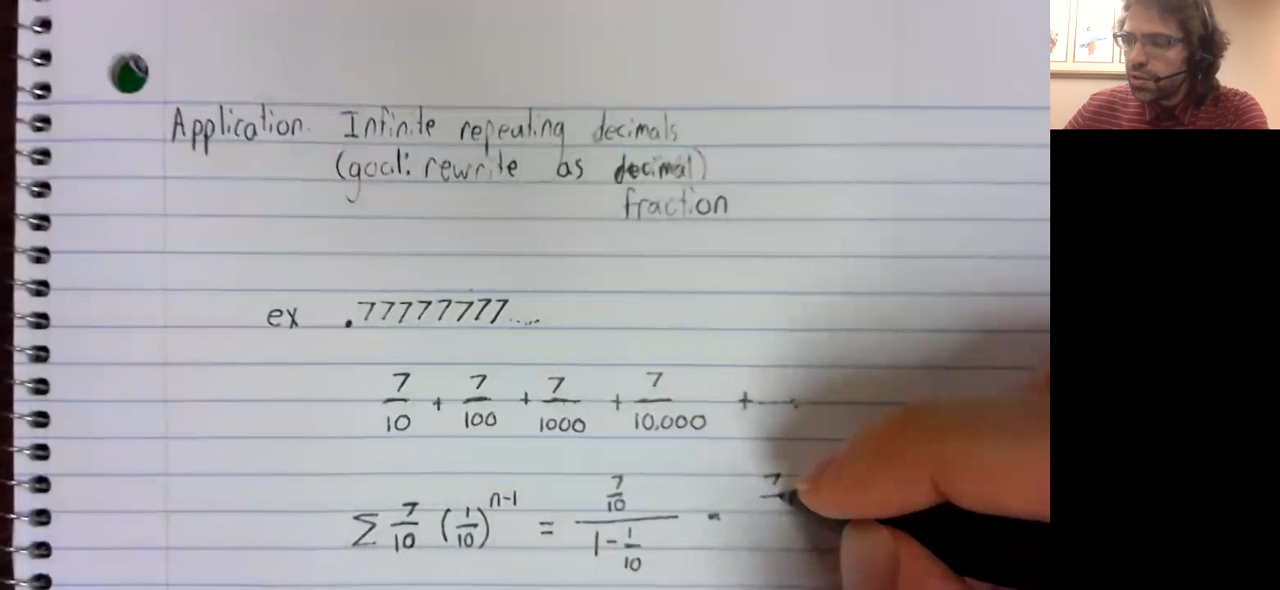 Application. Infinite repeating decimals
(goal: rewrite as decimal)
fraction
ex .77777777.....
7/10 + 7/100 + 7/1000 + 7/10,000 + ....
∑ 7/10 (1/10)^n-1 = 7/10 / 1 - 1/10 = 7